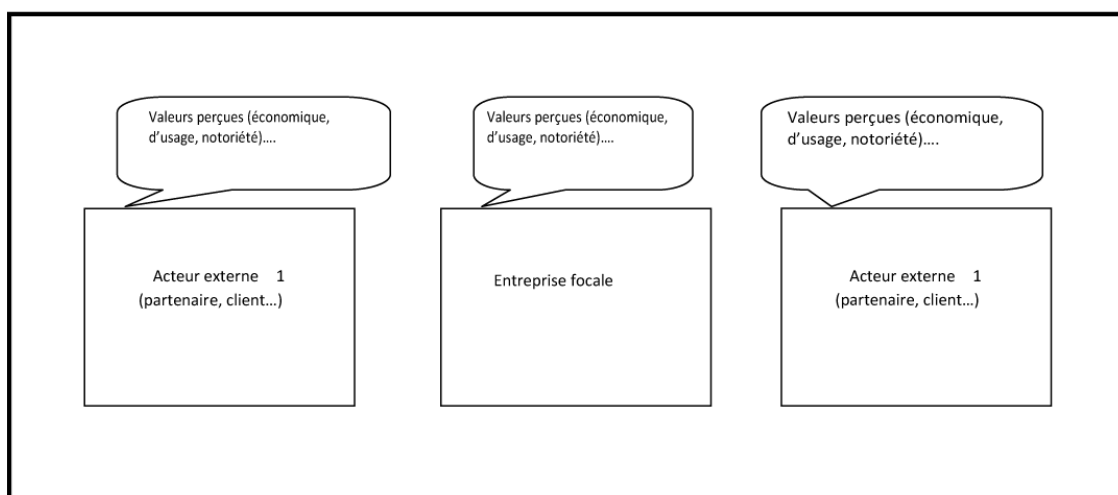 Valeurs perçues (économique,
d'usage, notoriété)....
Valeurs perçues (économique,
d'usage, notoriété)....
Valeurs perçues (économique,
d'usage, notoriété)....
Acteur externe 1
(partenaire, client...)
Entreprise focale
Acteur externe 1
(partenaire, client...)